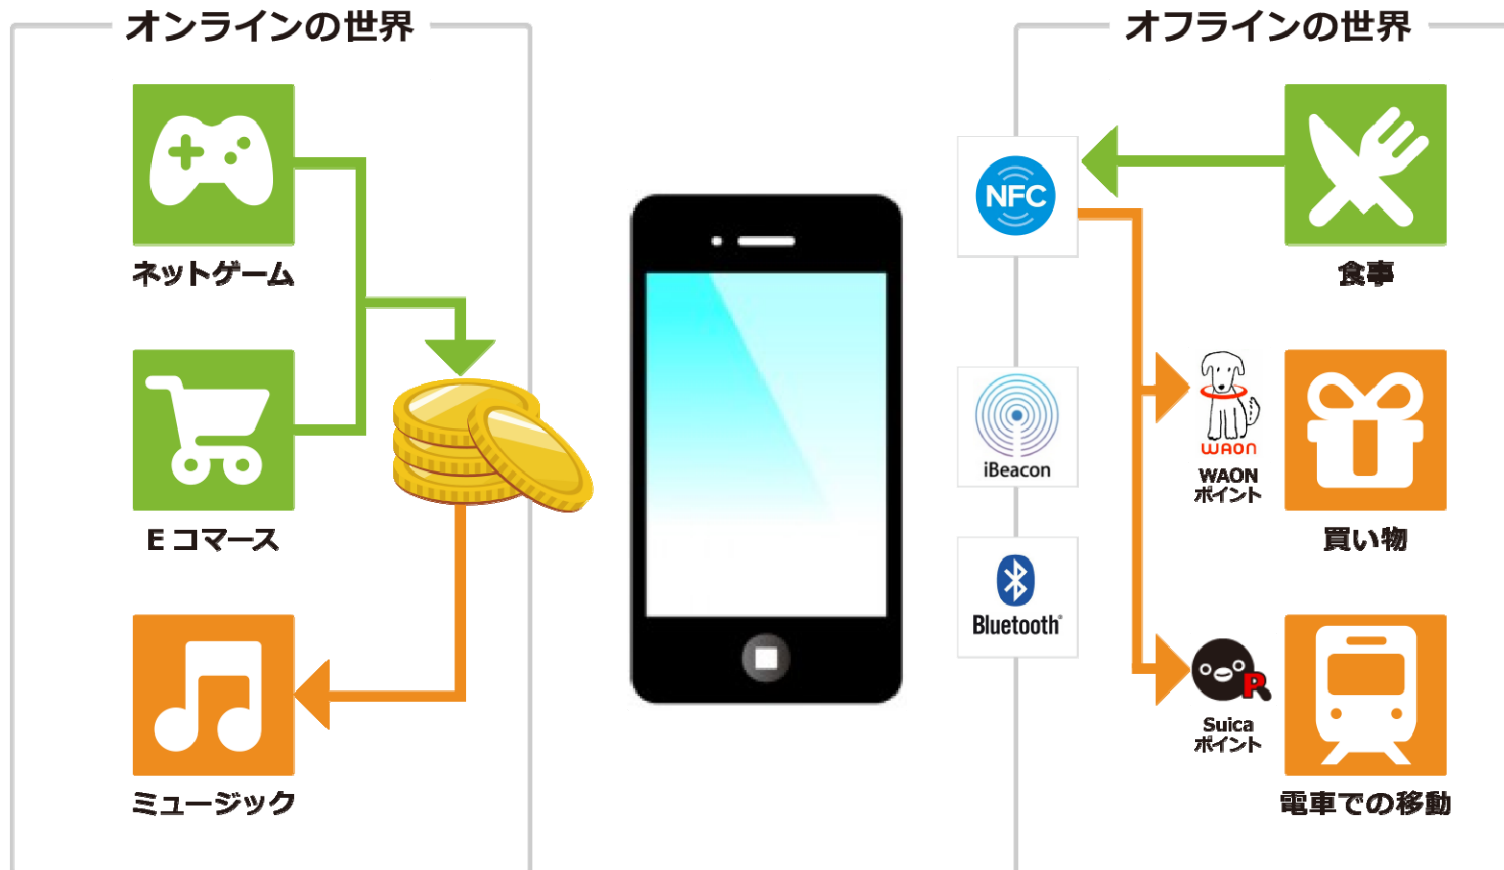 オンラインの世界
ネットゲーム
E コマース
ミュージック
オフラインの世界
NFC
iBeacon
Bluetooth®
食事
WAON
WAON
ポイント
買い物
P
Suica
ポイント
電車での移動